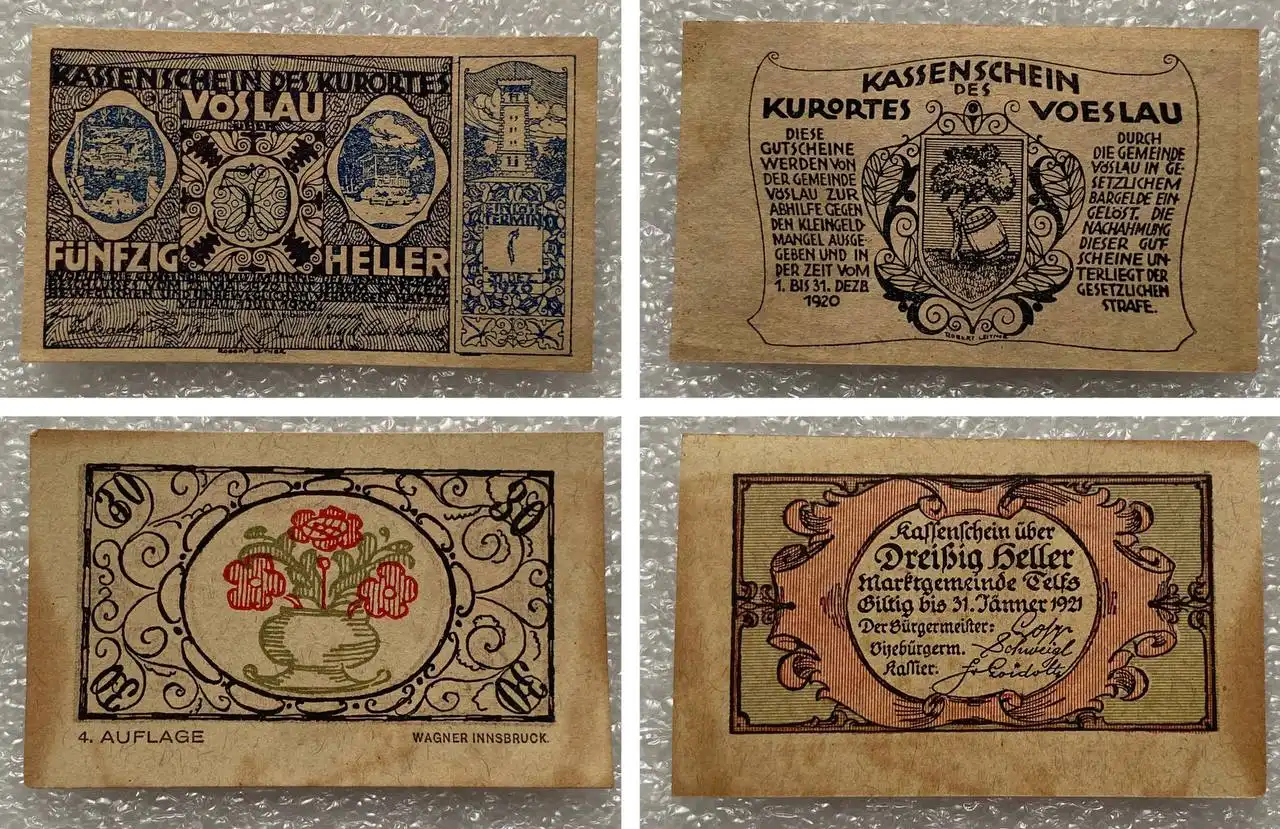 KASSENSCHEIN DES KURORTES
VÖSLAU
ÜBER
FÜNFZIG HELLER
ROBERT LEITNER
1920
KASSENSCHEIN
DES
KURORTES VOESLAU
DIESE
GUTSCHEINE
WERDEN VON
DER GEMEINDE
VÖSLAU ZUR
ABHILFE GEGEN
DEN KLEINGELD-
MANGEL AUSGE-
GEBEN UND IN
DER ZEIT VOM
1. BIS 31. DEZB
1920
DURCH
DIE GEMEINDE
VÖSLAU IN GE-
SETZLICHEM
BARGELDE EIN-
GELÖST. DIE
NACHAHMUNG
DIESER GUT-
SCHEINE UN-
TERLIEGT DER
GESETZLICHEN
STRAFE.
ROBERT LEITNER
30 30
30 30
4. AUFLAGE WAGNER INNSBRUCK.
Kassenschein über
Dreißig Heller
Marktgemeinde Telfs
Giltig bis 31. Jänner 1921
Der Bürgermeister:
Vizebürgerm. Schweigl
Kassier.